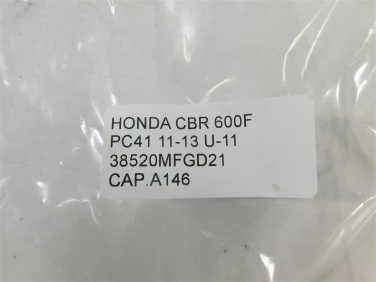 HONDA CBR 600F
PC41 11-13 U-11
38520MFGD21
CAP.A146